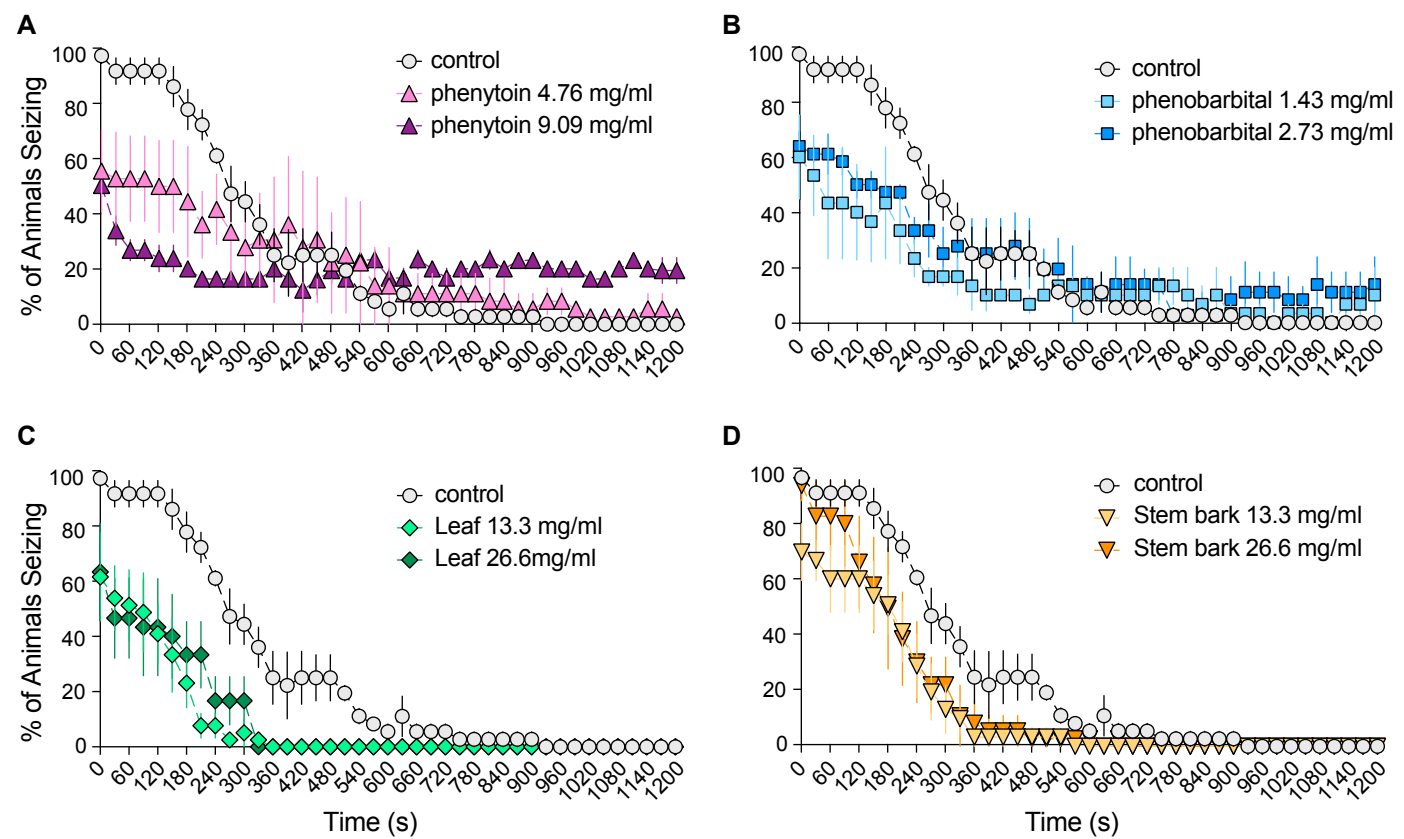 A
% of Animals Seizing
100
80
60
40
20
0
control
phenytoin 4.76 mg/ml
phenytoin 9.09 mg/ml
0 60 120 180 240 300 360 420 480 540 600 660 720 780 840 900 960 1020 1080 1140 1200
B
100
80
60
40
20
0
control
phenobarbital 1.43 mg/ml
phenobarbital 2.73 mg/ml
0 60 120 180 240 300 360 420 480 540 600 660 720 780 840 900 960 1020 1080 1140 1200
C
% of Animals Seizing
100
80
60
40
20
0
control
Leaf 13.3 mg/ml
Leaf 26.6mg/ml
0 60 120 180 240 300 360 420 480 540 600 660 720 780 840 900 960 1020 1080 1140 1200
Time (s)
D
100
80
60
40
20
0
control
Stem bark 13.3 mg/ml
Stem bark 26.6 mg/ml
0 60 120 180 240 300 360 420 480 540 600 660 720 780 840 900 960 1020 1080 1140 1200
Time (s)